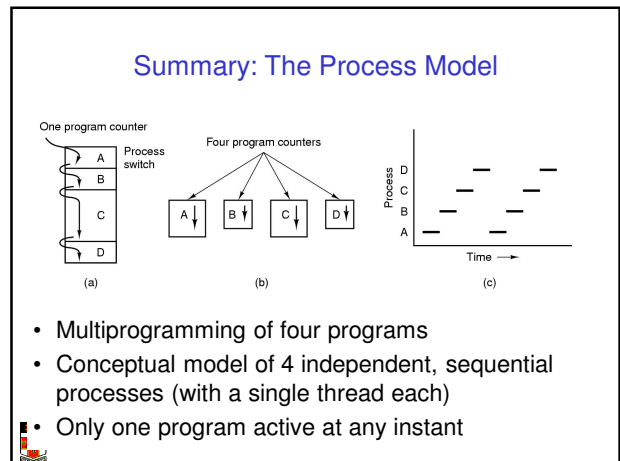 Summary: The Process Model
One program counter
Process
switch
A
B
C
D
(a)
Four program counters
A
B
C
D
(b)
Process
D
C
B
A
Time
(c)
• Multiprogramming of four programs
• Conceptual model of 4 independent, sequential
processes (with a single thread each)
• Only one program active at any instant